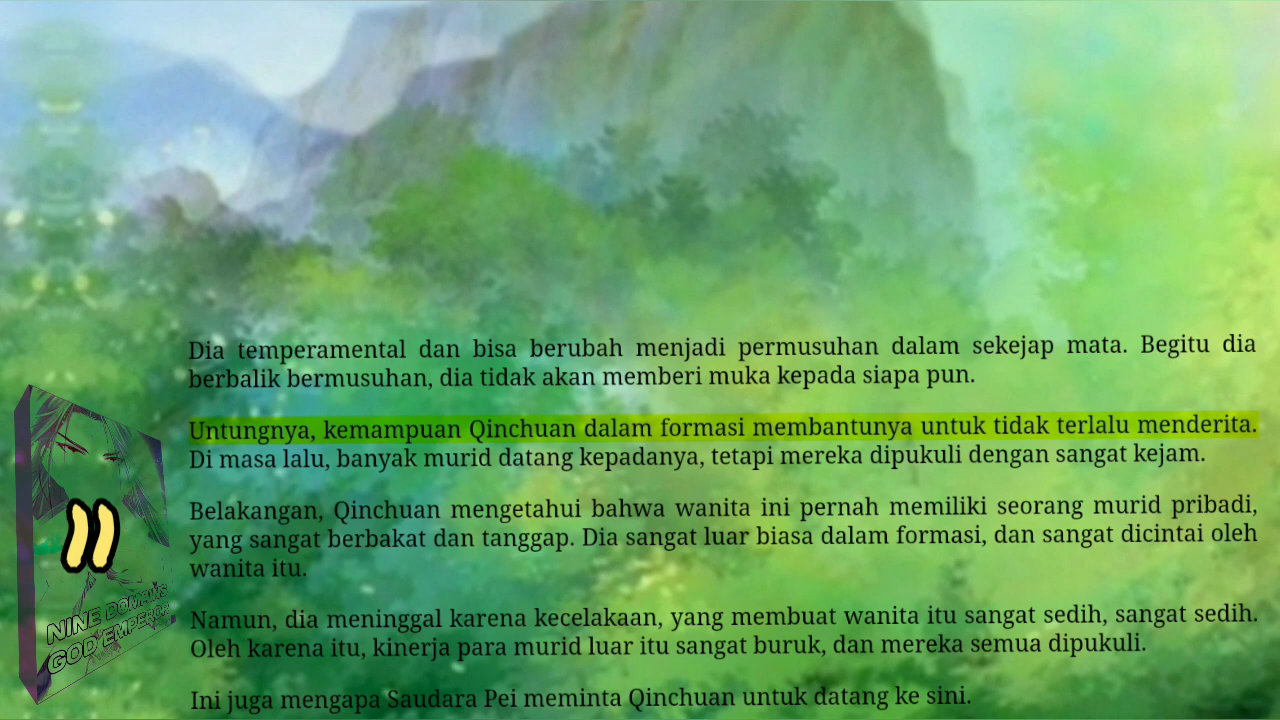 Dia temperamental dan bisa berubah menjadi permusuhan dalam sekejap mata. Begitu dia
berbalik bermusuhan, dia tidak akan memberi muka kepada siapa pun.
Untungnya, kemampuan Qinchuan dalam formasi membantunya untuk tidak terlalu menderita.
Di masa lalu, banyak murid datang kepadanya, tetapi mereka dipukuli dengan sangat kejam.
Belakangan, Qinchuan mengetahui bahwa wanita ini pernah memiliki seorang murid pribadi,
yang sangat berbakat dan tanggap. Dia sangat luar biasa dalam formasi, dan sangat dicintai oleh
wanita itu.
Namun, dia meninggal karena kecelakaan, yang membuat wanita itu sangat sedih, sangat sedih.
Oleh karena itu, kinerja para murid luar itu sangat buruk, dan mereka semua dipukuli.
Ini juga mengapa Saudara Pei meminta Qinchuan untuk datang ke sini.
NINE DOMAINS
GOD EMPEROR